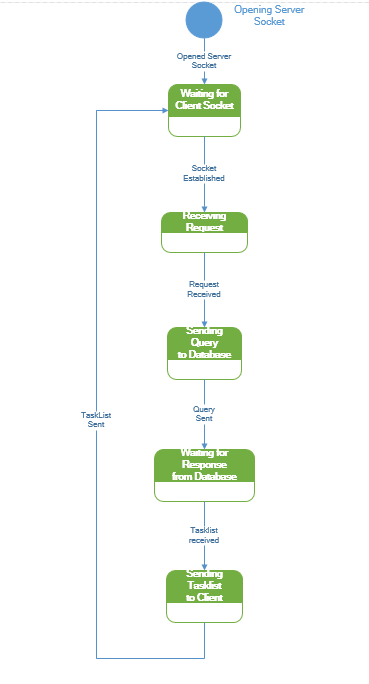 Opening Server
Socket
Opened Server
Socket
Waiting for
Client Socket
Socket
Established
Receiving
Request
Request
Received
Sending
Query
to Database
Query
Sent
TaskList
Sent
Waiting for
Response
from Database
Tasklist
received
Sending
Tasklist
to Client